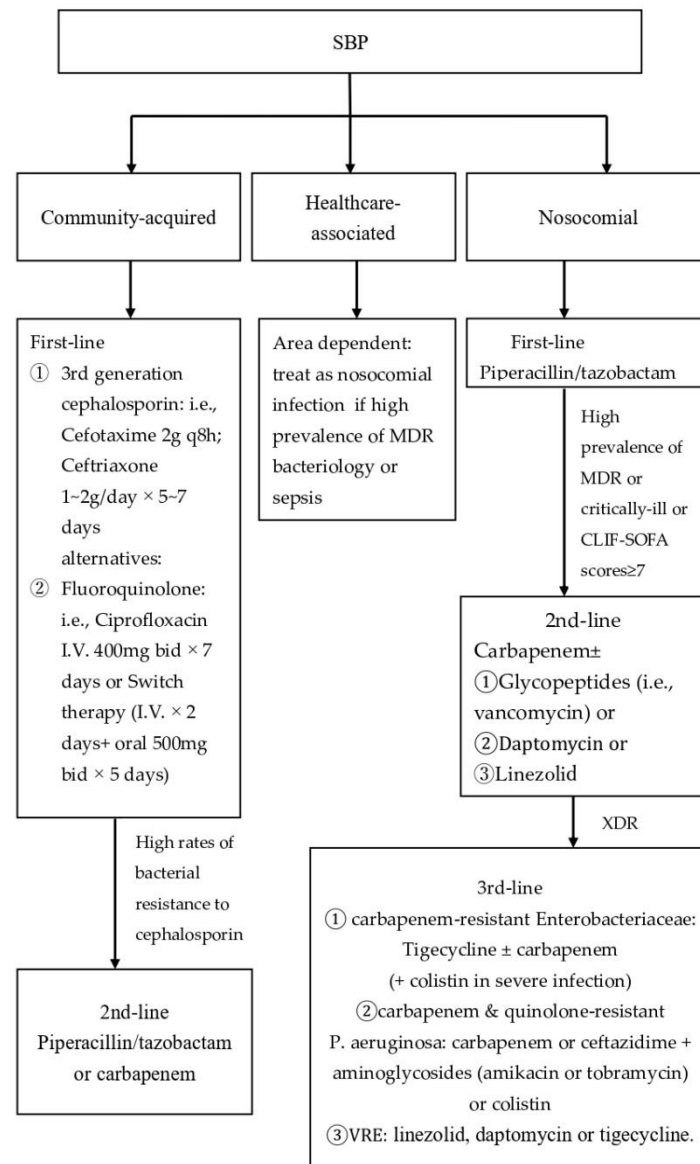 SBP
Community-acquired
Healthcare-
associated
Nosocomial
First-line
① 3rd generation
cephalosporin: i.e.,
Cefotaxime 2g q8h;
Ceftriaxone
1~2g/day × 5~7
days
alternatives:
② Fluoroquinolone:
i.e., Ciprofloxacin
I.V. 400mg bid × 7
days or Switch
therapy (I.V. × 2
days+ oral 500mg
bid × 5 days)
Area dependent:
treat as nosocomial
infection if high
prevalence of MDR
bacteriology or
sepsis
First-line
Piperacillin/tazobactam
High
prevalence of
MDR or
critically-ill or
CLIF-SOFA
scores≥7
2nd-line
Carbapenem±
①Glycopeptides (i.e.,
vancomycin) or
②Daptomycin or
③Linezolid
High rates of
bacterial
resistance to
cephalosporin
XDR
2nd-line
Piperacillin/tazobactam
or carbapenem
3rd-line
① carbapenem-resistant Enterobacteriaceae:
Tigecycline ± carbapenem
(+ colistin in severe infection)
②carbapenem & quinolone-resistant
P. aeruginosa: carbapenem or ceftazidime +
aminoglycosides (amikacin or tobramycin)
or colistin
③VRE: linezolid, daptomycin or tigecycline.